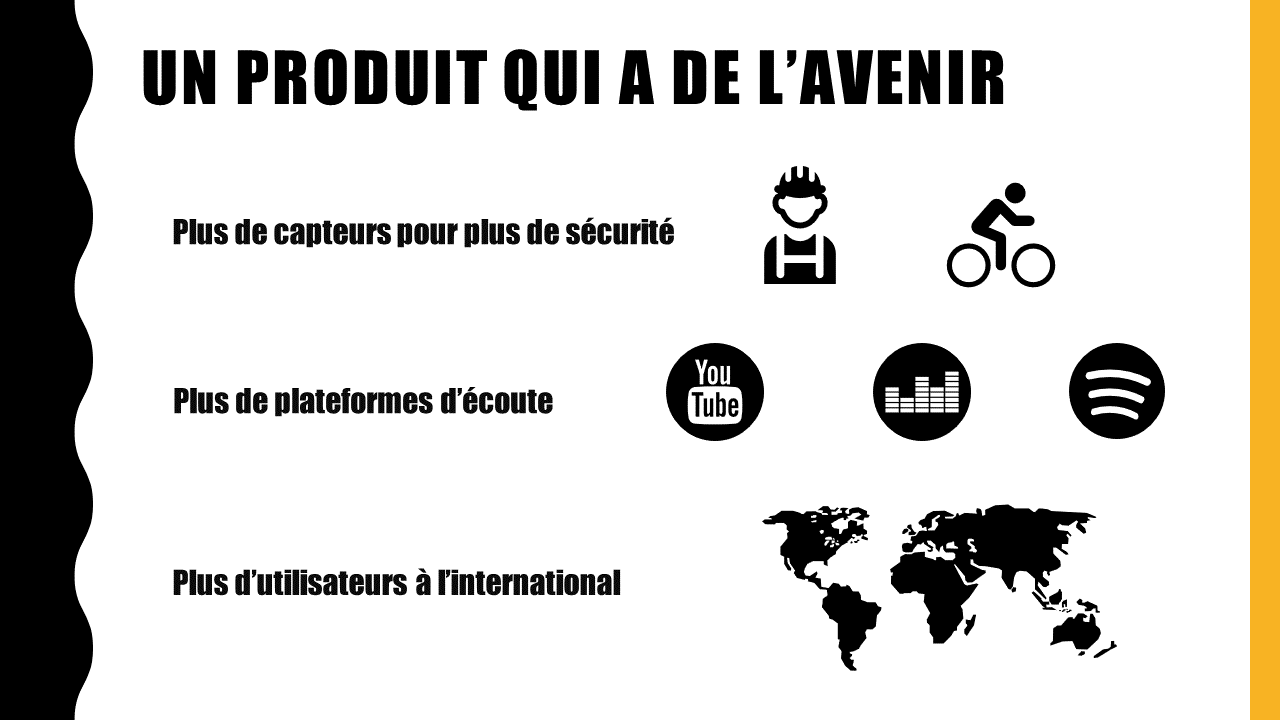 UN PRODUIT QUI A DE L’AVENIR
Plus de capteurs pour plus de sécurité
Plus de plateformes d’écoute
You
Tube
Plus d’utilisateurs à l’international